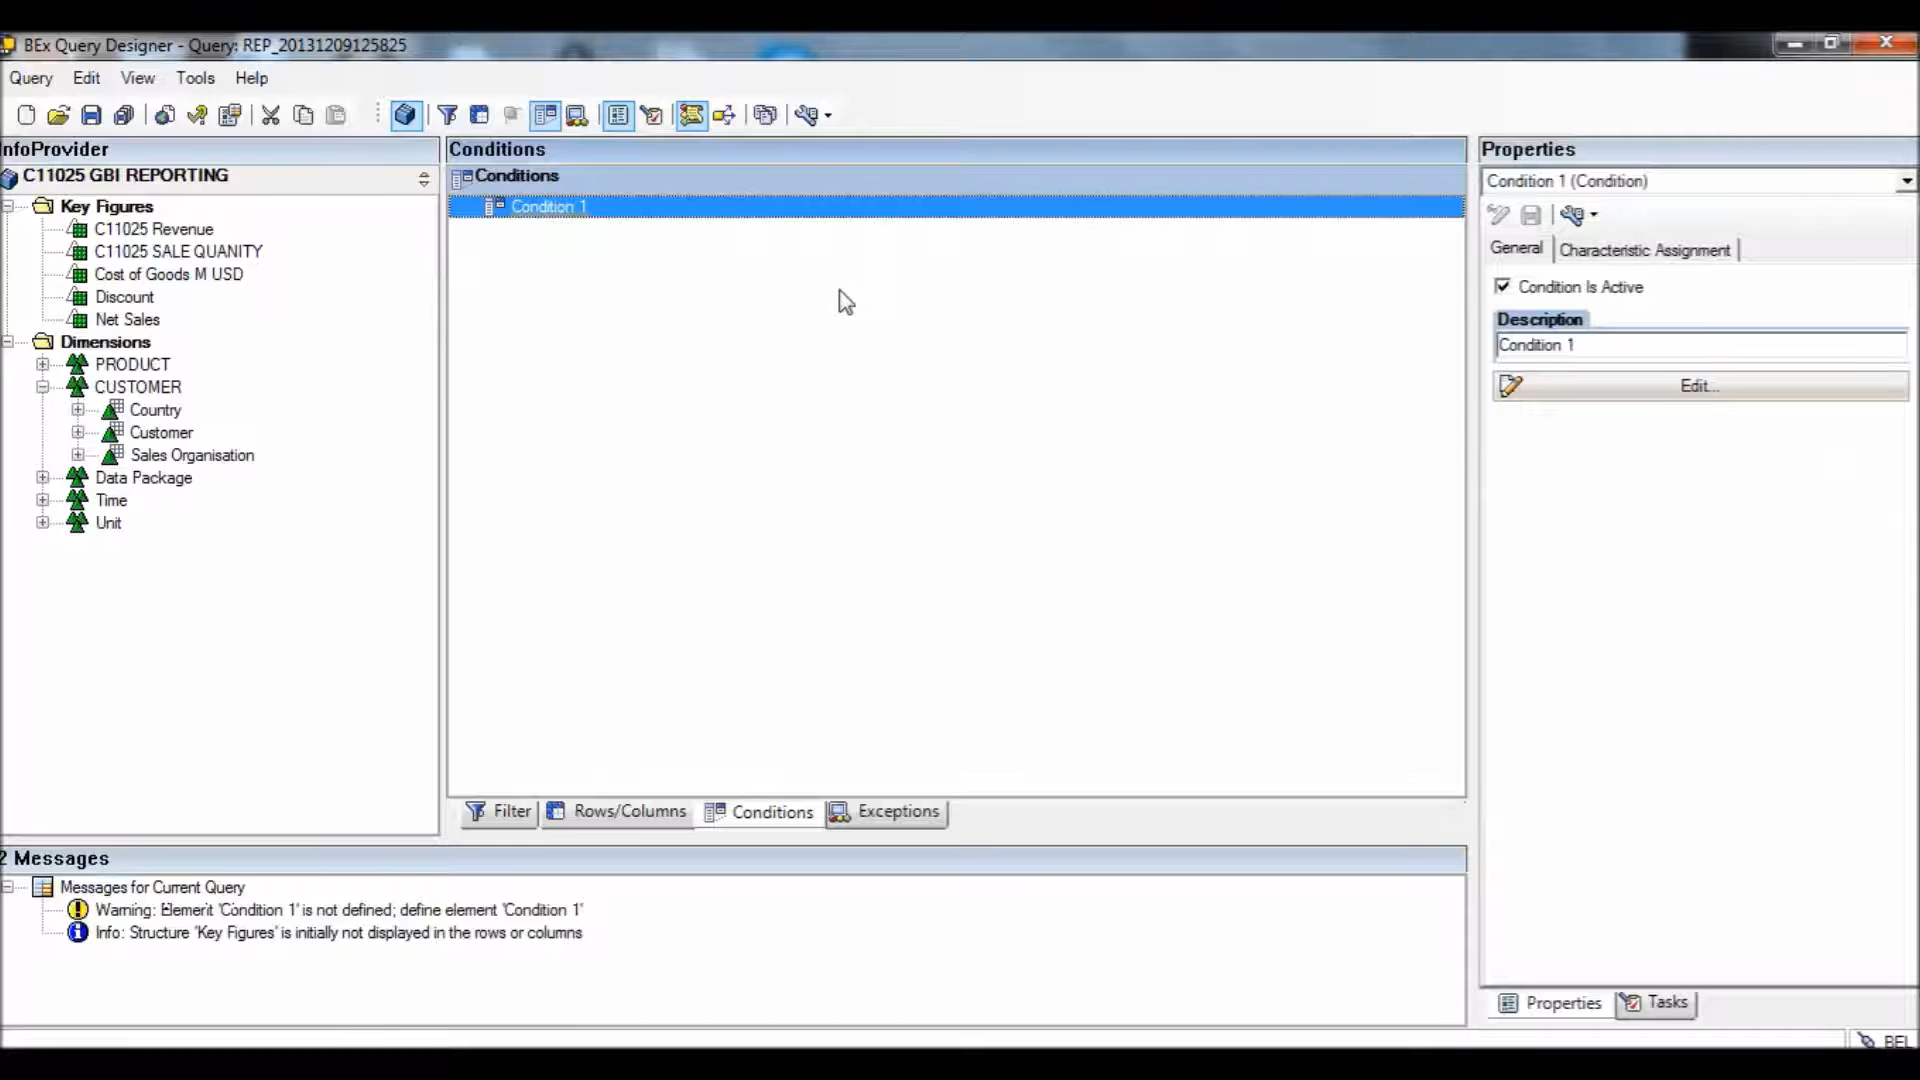 BEx Query Designer - Query: REP_20131209125825
Query Edit View Tools Help
InfoProvider
C11025 GBI REPORTING
Key Figures
C11025 Revenue
C11025 SALE QUANITY
Cost of Goods M USD
Discount
Net Sales
Dimensions
PRODUCT
CUSTOMER
Country
Customer
Sales Organisation
Data Package
Time
Unit
Conditions
Conditions
Condition 1
Filter Rows/Columns Conditions Exceptions
Properties
Condition 1 (Condition)
General Characteristic Assignment
Condition Is Active
Description
Condition 1
Edit...
Properties Tasks
2 Messages
Messages for Current Query
Warning: Element 'Condition 1' is not defined; define element 'Condition 1'
Info: Structure 'Key Figures' is initially not displayed in the rows or columns
BEL